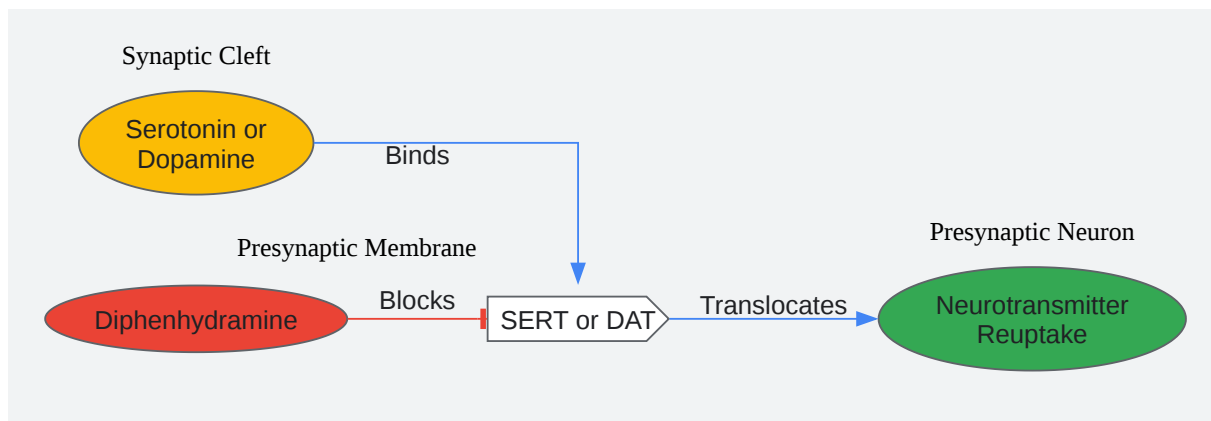 Synaptic Cleft
Serotonin or
Dopamine
Binds
Presynaptic Membrane
Presynaptic Neuron
Diphenhydramine
Blocks
SERT or DAT
Translocates
Neurotransmitter
Reuptake